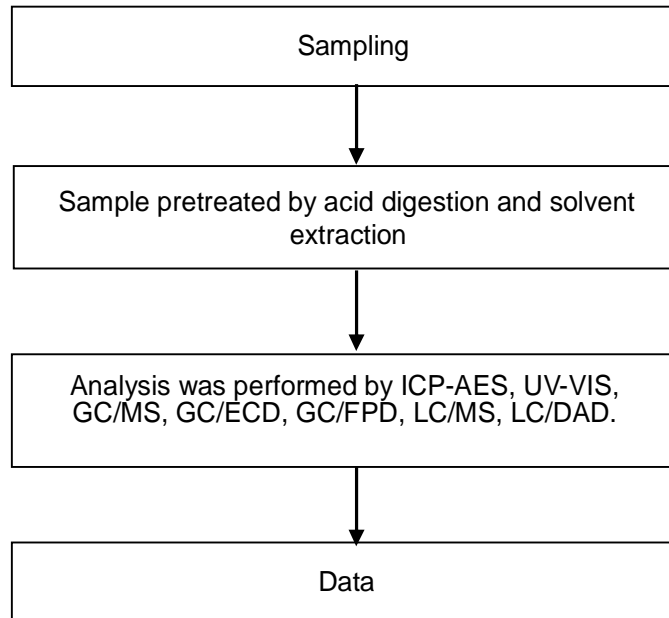 Sampling
Sample pretreated by acid digestion and solvent
extraction
Analysis was performed by ICP-AES, UV-VIS,
GC/MS, GC/ECD, GC/FPD, LC/MS, LC/DAD.
Data